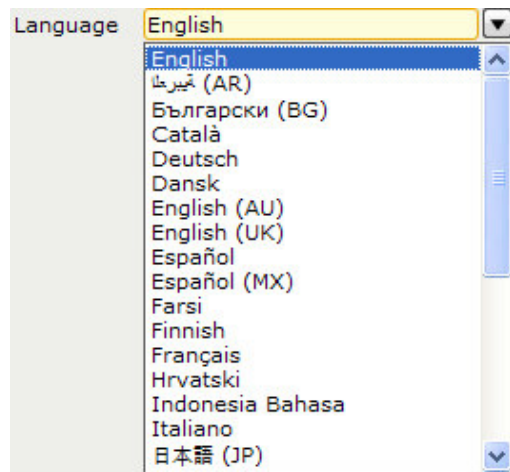 Language English
English
(AR)
Български (BG)
Català
Deutsch
Dansk
English (AU)
English (UK)
Español
Español (MX)
Farsi
Finnish
Français
Hrvatski
Indonesia Bahasa
Italiano
日本語 (JP)